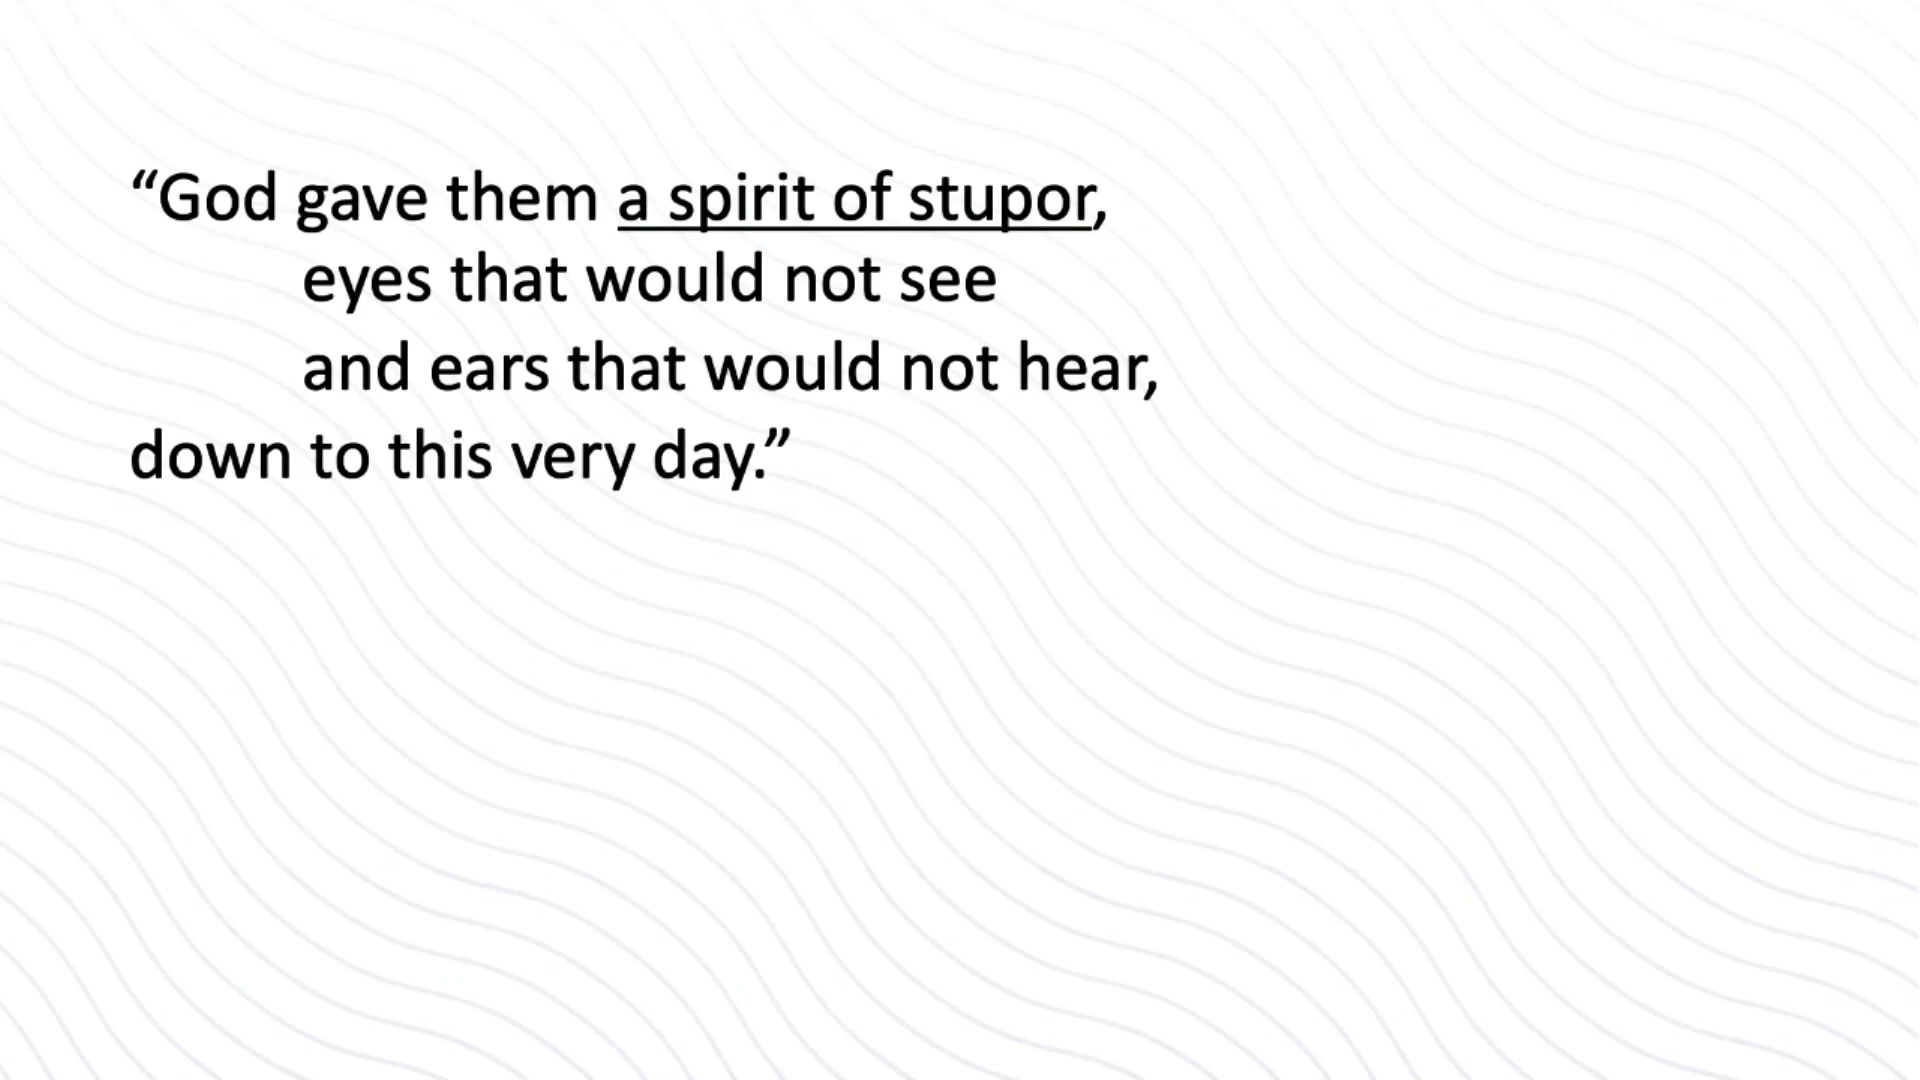 “God gave them a spirit of stupor,
eyes that would not see
and ears that would not hear,
down to this very day.”